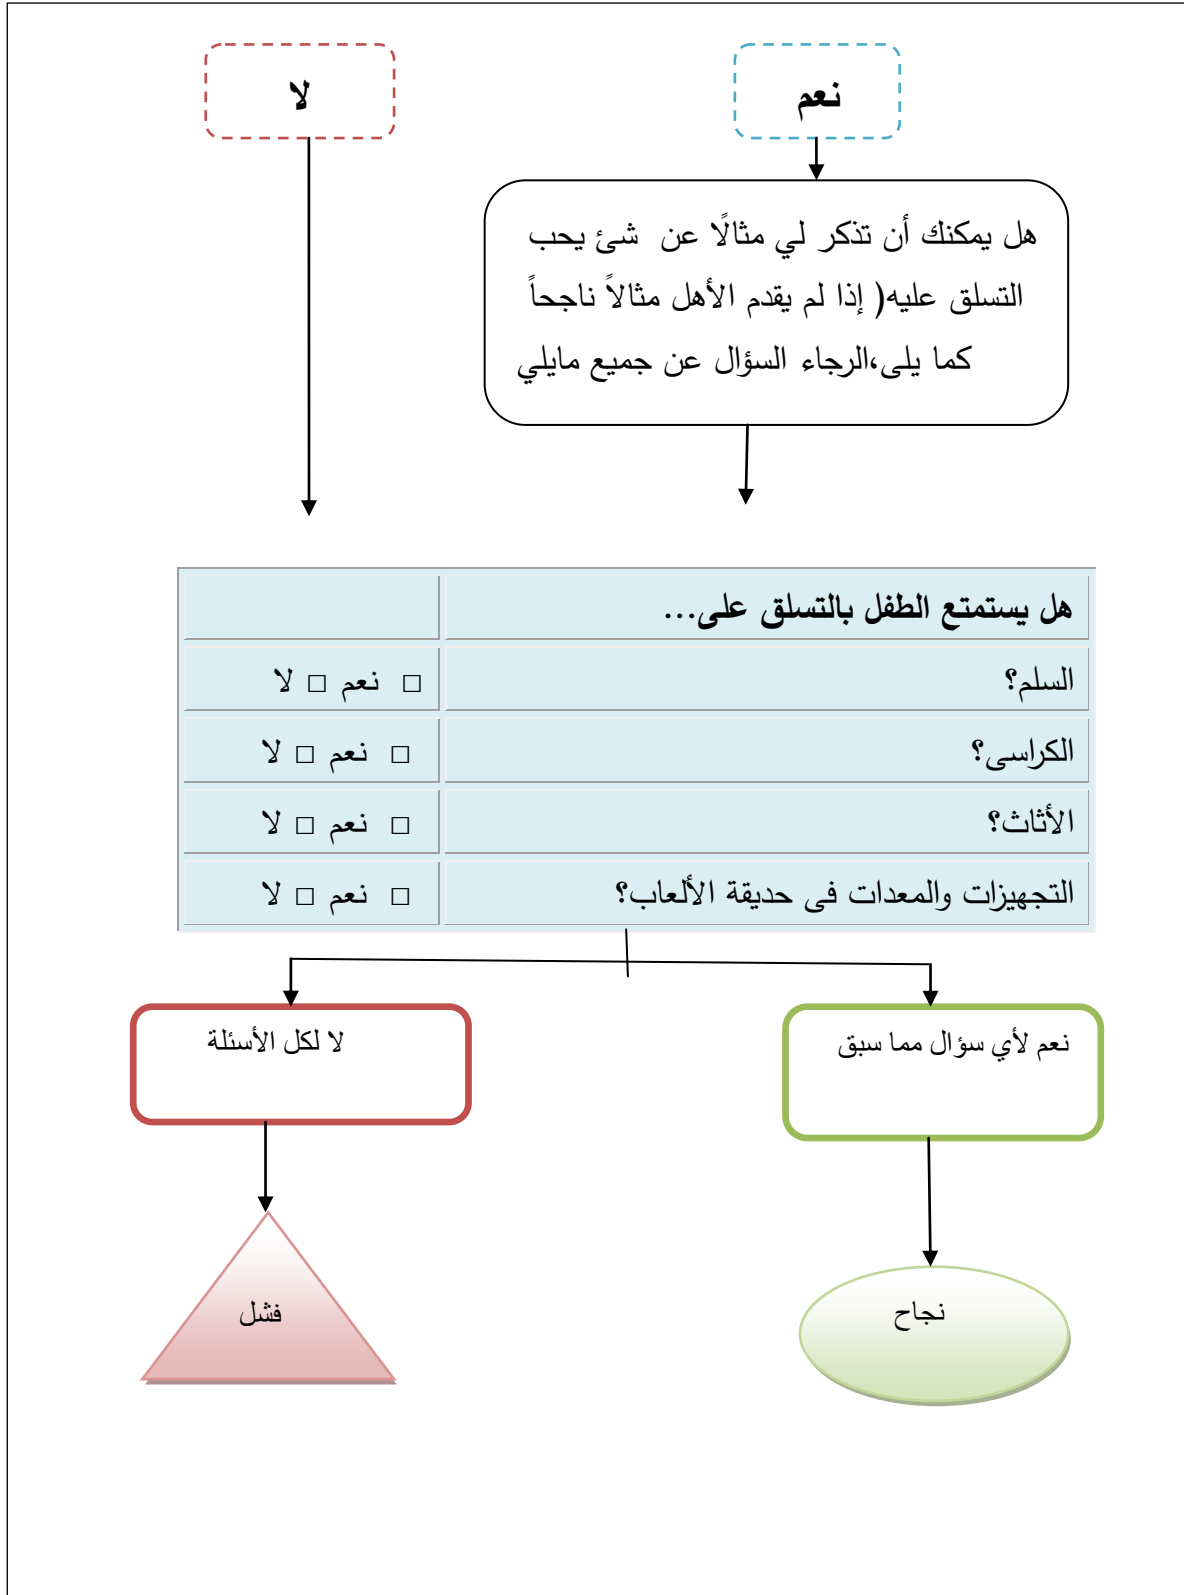 نعم
لا
هل يمكنك أن تذكر لي مثالًا عن شئ يحب
التسلق عليه( إذا لم يقدم الأهل مثالاً ناجحاً
كما يلى،الرجاء السؤال عن جميع مايلي
هل يستمتع الطفل بالتسلق على...
السلم؟ □ نعم □ لا
الكراسى؟ □ نعم □ لا
الأثاث؟ □ نعم □ لا
التجهيزات والمعدات فى حديقة الألعاب؟ □ نعم □ لا
نعم لأي سؤال مما سبق
لا لكل الأسئلة
نجاح
فشل